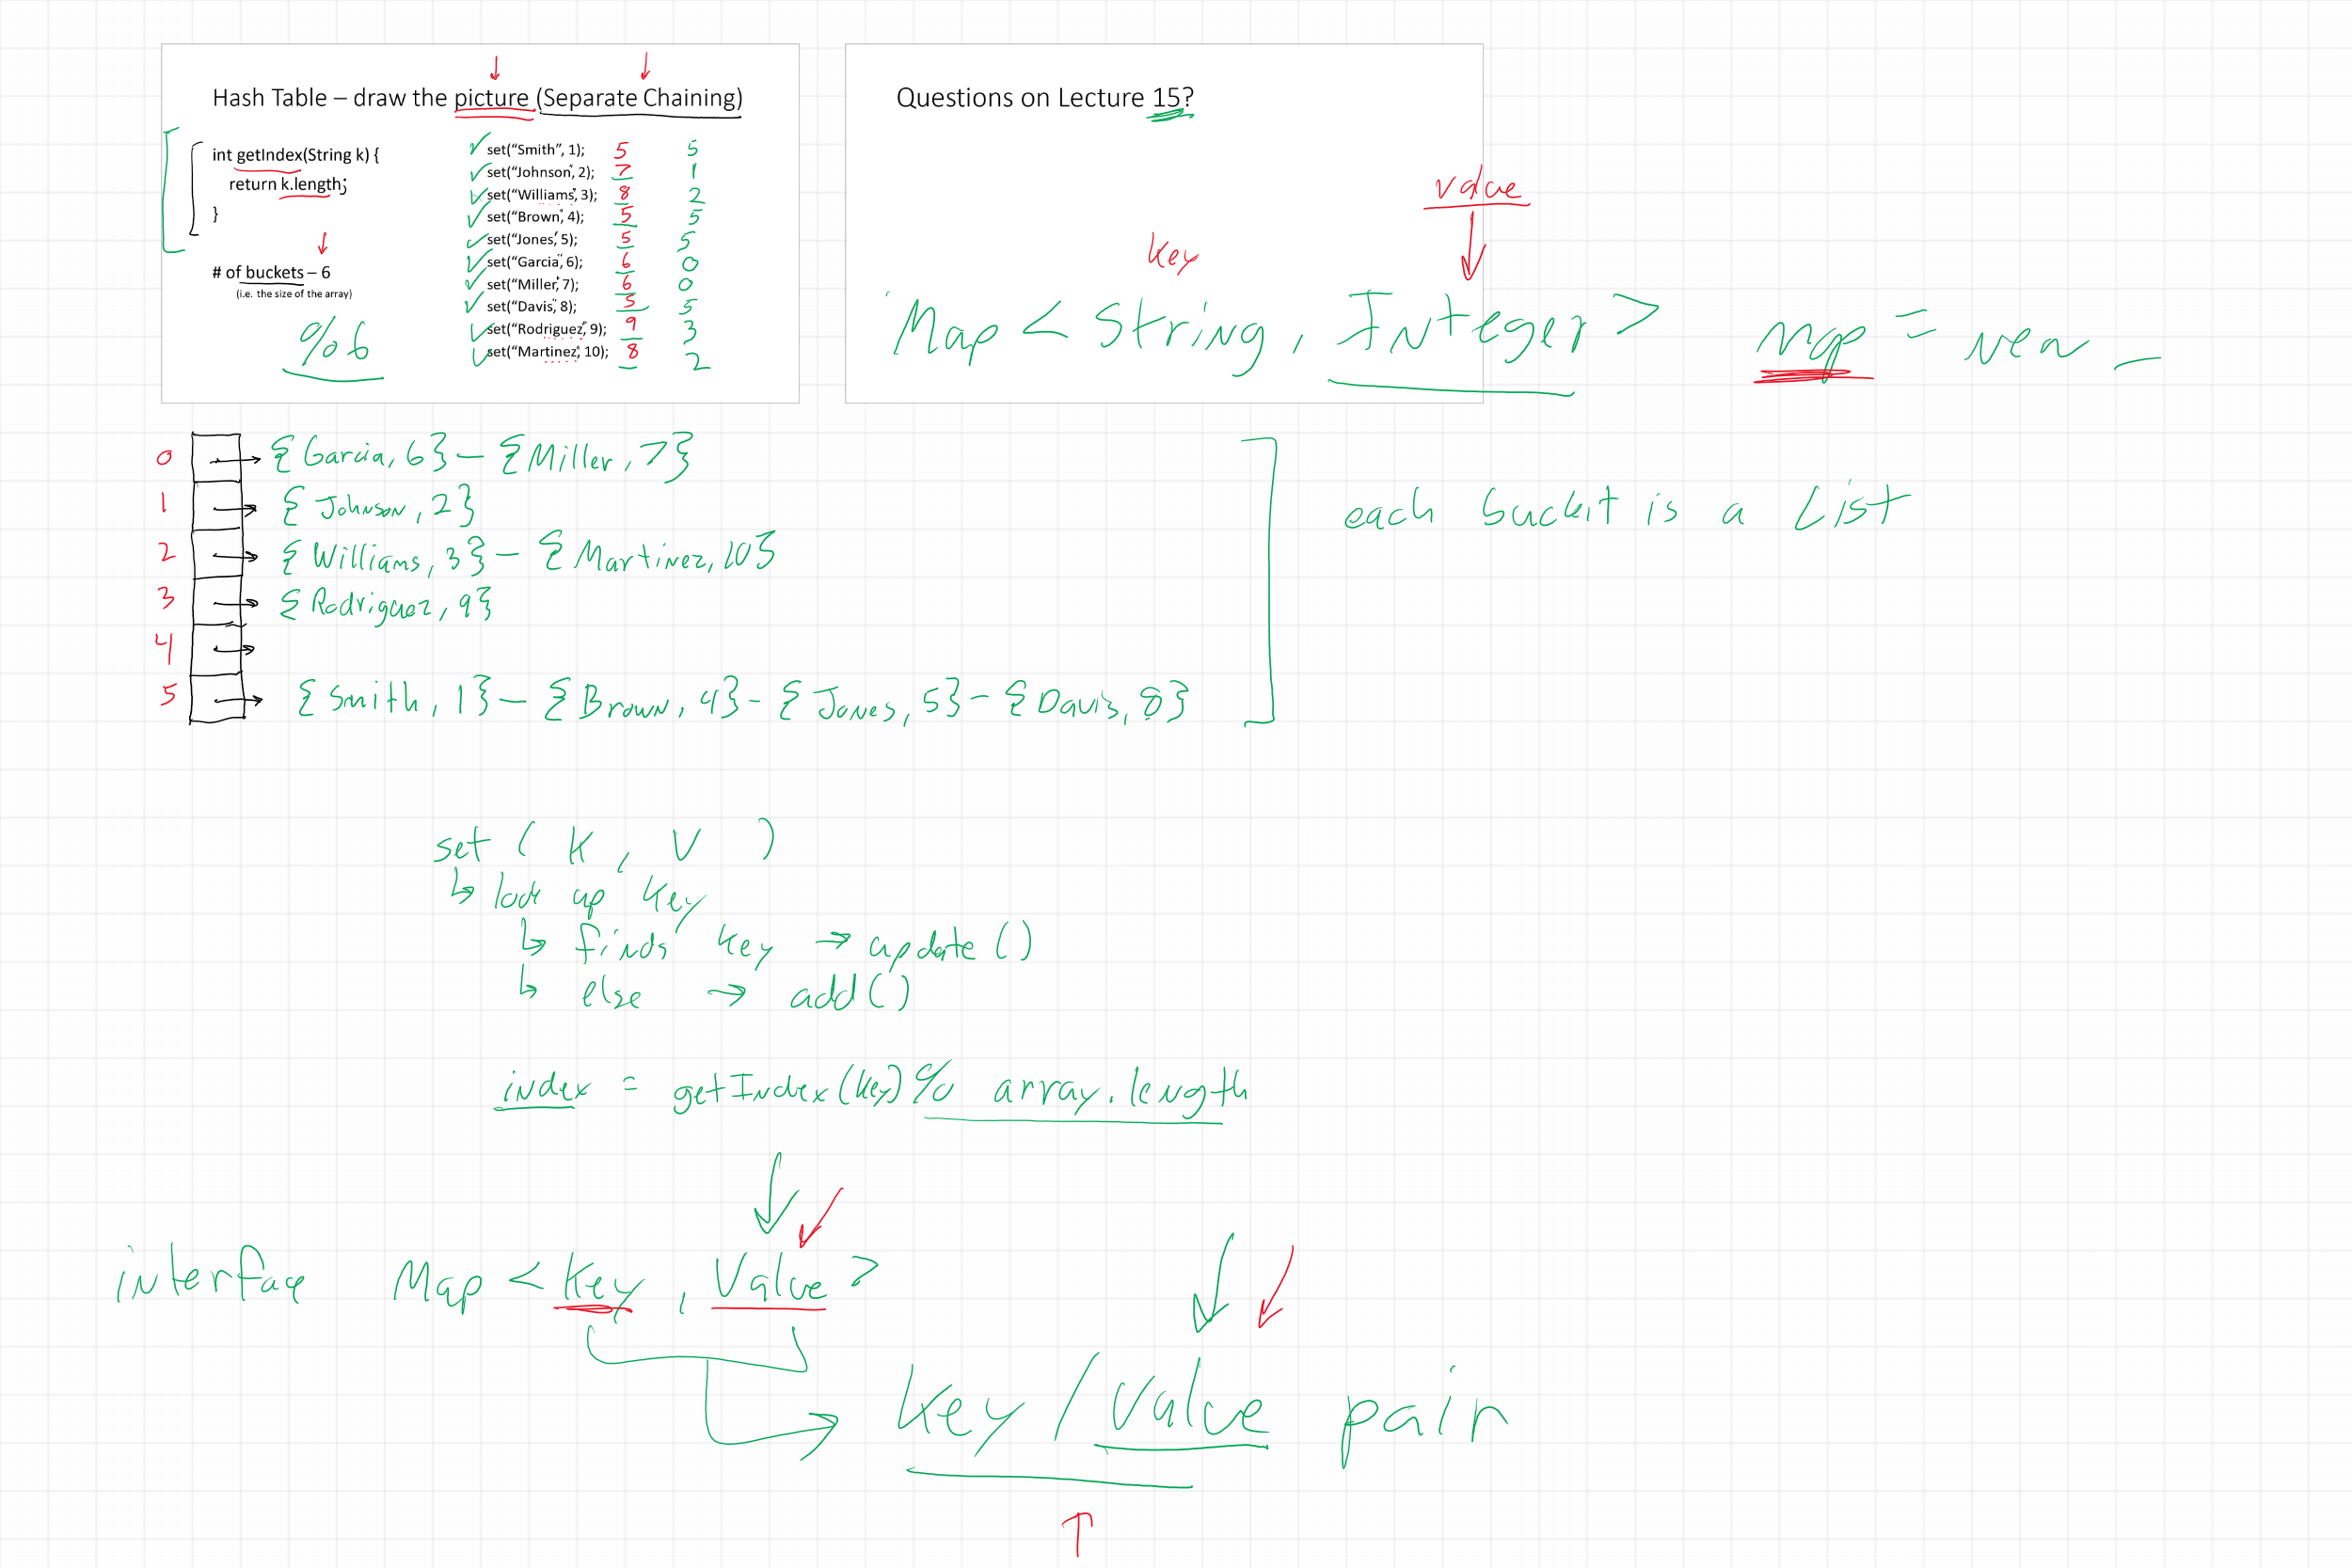 Hash Table – draw the picture (Separate Chaining)
int getIndex(String k) {
return k.length;
}
# of buckets – 6
(i.e. the size of the array)
% 6
set("Smith", 1); 5 5
set("Johnson", 2); 7 1
set("Williams", 3); 8 2
set("Brown", 4); 5 5
set("Jones", 5); 5 5
set("Garcia", 6); 6 0
set("Miller", 7); 6 0
set("Davis", 8); 5 5
set("Rodriguez", 9); 9 3
set("Martinez", 10); 8 2
Questions on Lecture 15?
value
key
Map < String, Integer > map = new _
0 {Garcia, 6} – {Miller, 7}
1 {Johnson, 2}
2 {Williams, 3} – {Martinez, 10}
3 {Rodriguez, 9}
4
5 {Smith, 1} – {Brown, 4} - {Jones, 5} - {Davis, 8}
each bucket is a List
set ( K, V )
↳ look up key
↳ finds key → update ()
↳ else → add ()
index = getIndex(key) % array.length
interface Map < Key, Value >
key / value pair